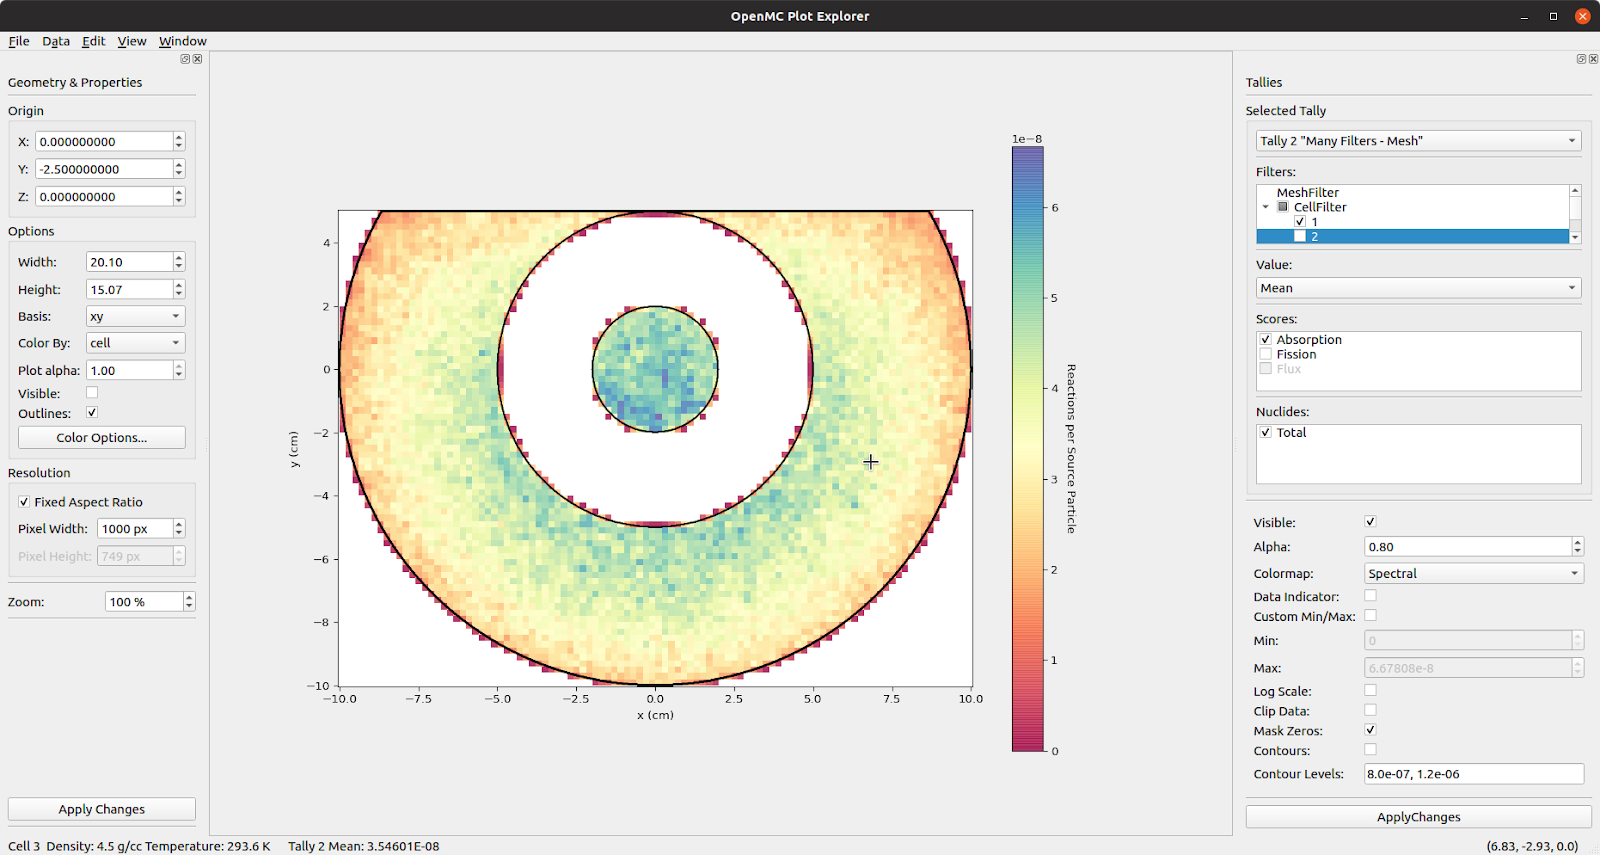 OpenMC Plot Explorer
File Data Edit View Window
Geometry & Properties
Origin
X: 0.000000000
Y: -2.500000000
Z: 0.000000000
Options
Width: 20.10
Height: 15.07
Basis: xy
Color By: cell
Plot alpha: 1.00
Visible:
Outlines:
Color Options...
Resolution
Fixed Aspect Ratio
Pixel Width: 1000 px
Pixel Height: 749 px
Zoom: 100 %
Apply Changes
1e−8
6
5
4
3
2
1
0
Reactions per Source Particle
4
2
0
−2
−4
−6
−8
−10
y (cm)
−10.0 −7.5 −5.0 −2.5 0.0 2.5 5.0 7.5 10.0
x (cm)
Tallies
Selected Tally
Tally 2 "Many Filters - Mesh"
Filters:
MeshFilter
CellFilter
1
2
Value:
Mean
Scores:
Absorption
Fission
Flux
Nuclides:
Total
Visible:
Alpha: 0.80
Colormap: Spectral
Data Indicator:
Custom Min/Max:
Min: 0
Max: 6.67808e-8
Log Scale:
Clip Data:
Mask Zeros:
Contours:
Contour Levels: 8.0e-07, 1.2e-06
ApplyChanges
Cell 3 Density: 4.5 g/cc Temperature: 293.6 K Tally 2 Mean: 3.54601E-08
(6.83, -2.93, 0.0)